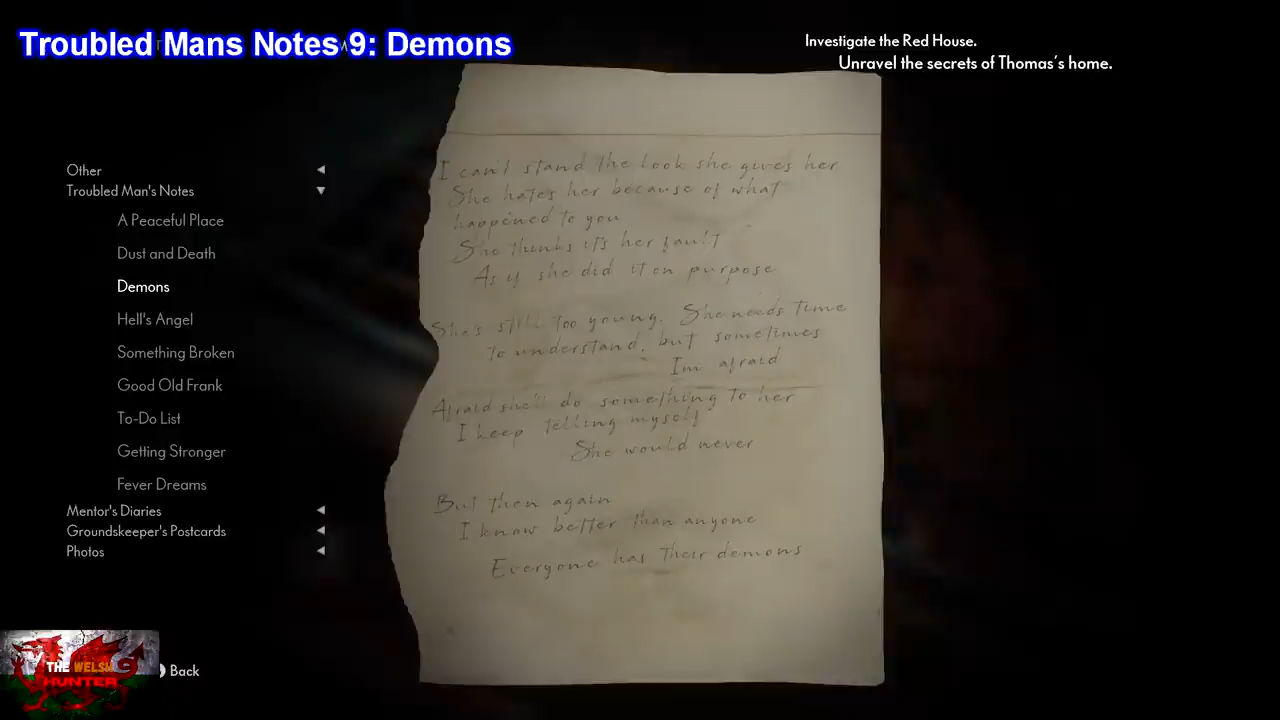 Troubled Mans Notes 9: Demons
Investigate the Red House.
Unravel the secrets of Thomas's home.
Other
Troubled Man's Notes
A Peaceful Place
Dust and Death
Demons
Hell's Angel
Something Broken
Good Old Frank
To-Do List
Getting Stronger
Fever Dreams
Mentor's Diaries
Groundskeeper's Postcards
Photos
I can't stand the look she gives her
She hates her because of what
happened to you
She thinks it's her fault
As if she did it on purpose
She's still too young. She needs time
to understand, but sometimes
Im afraid
Afraid she'll do something to her
I keep telling myself
She would never
But then again
I know better than anyone
Everyone has their demons
THE WELSH
HUNTER
Back